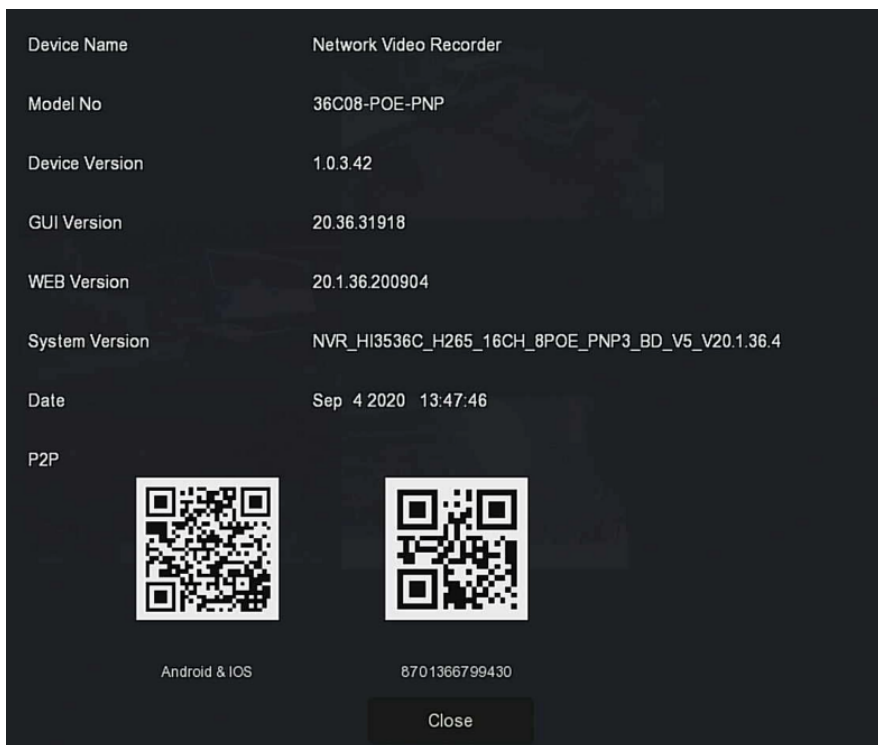 Device Name Network Video Recorder
Model No 36C08-POE-PNP
Device Version 1.0.3.42
GUI Version 20.36.31918
WEB Version 20.1.36.200904
System Version NVR_HI3536C_H265_16CH_8POE_PNP3_BD_V5_V20.1.36.4
Date Sep 4 2020 13:47:46
P2P
Android & IOS 8701366799430
Close